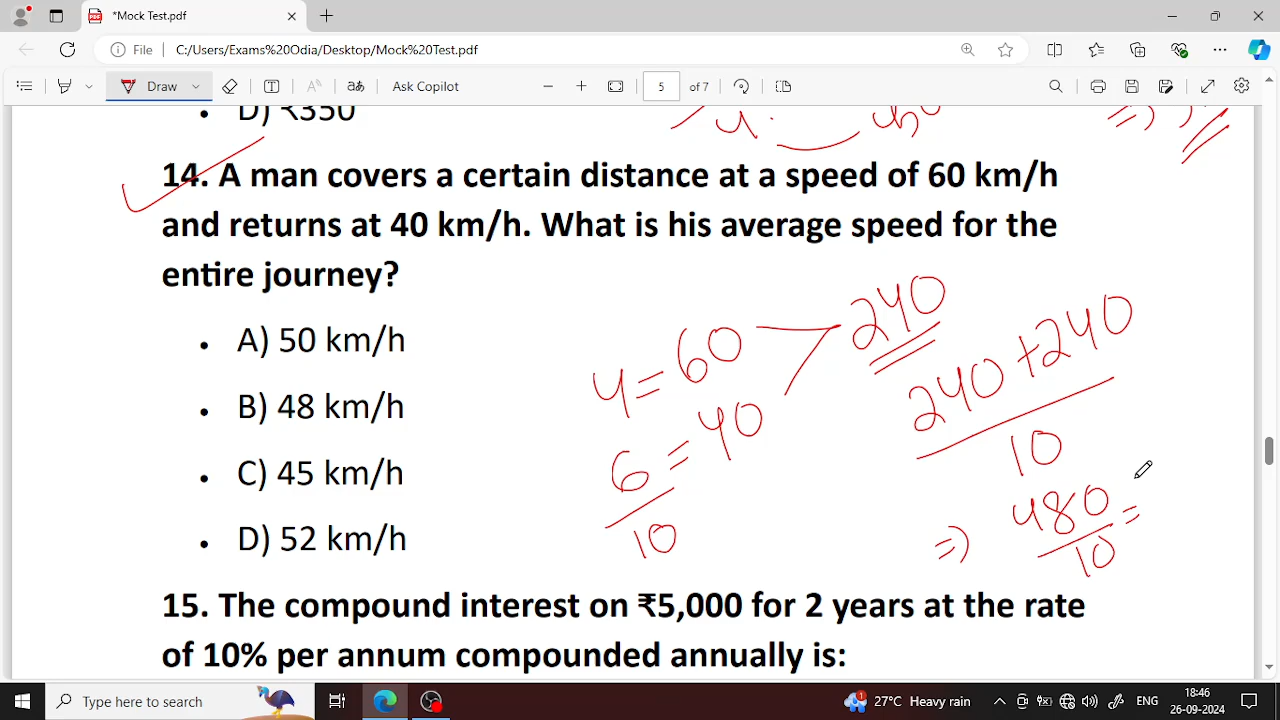 *Mock Test.pdf
File C:/Users/Exams%20Odia/Desktop/Mock%20Test.pdf
Draw Ask Copilot 5 of 7
D) ₹350
14. A man covers a certain distance at a speed of 60 km/h
and returns at 40 km/h. What is his average speed for the
entire journey?
A) 50 km/h
B) 48 km/h
C) 45 km/h
D) 52 km/h
4 = 60
6 = 40
10
240
240 + 240
10
=> 480 =
10
15. The compound interest on ₹5,000 for 2 years at the rate
of 10% per annum compounded annually is:
Type here to search 27°C Heavy rain ENG 18:46
26-09-2024